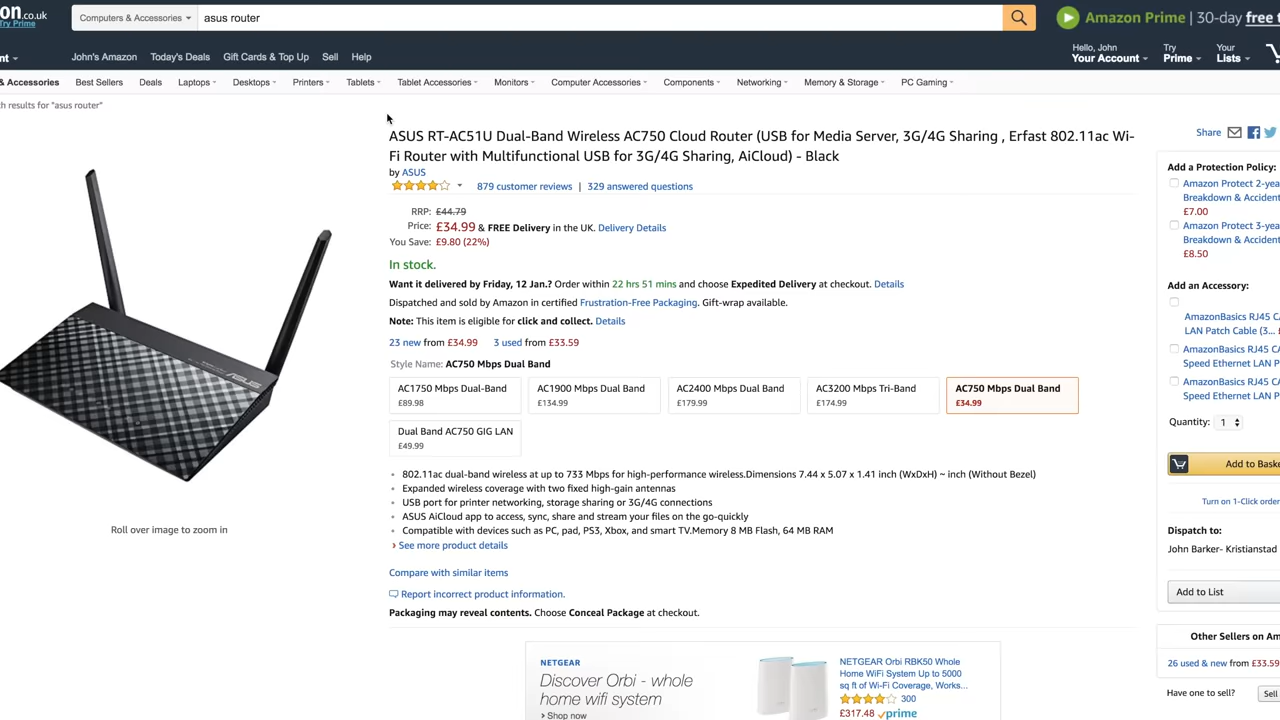 on.co.uk
Try Prime
Computers & Accessories
asus router
Amazon Prime | 30-day free
nt
John's Amazon Today's Deals Gift Cards & Top Up Sell Help
Hello, John
Your Account
Try
Prime
Your
Lists
& Accessories Best Sellers Deals Laptops Desktops Printers Tablets Tablet Accessories Monitors Computer Accessories Components Networking Memory & Storage PC Gaming
ch results for "asus router"
ASUS RT-AC51U Dual-Band Wireless AC750 Cloud Router (USB for Media Server, 3G/4G Sharing , Erfast 802.11ac Wi-
Fi Router with Multifunctional USB for 3G/4G Sharing, AiCloud) - Black
by ASUS
879 customer reviews | 329 answered questions
RRP: £44.79
Price: £34.99 & FREE Delivery in the UK. Delivery Details
You Save: £9.80 (22%)
In stock.
Want it delivered by Friday, 12 Jan.? Order within 22 hrs 51 mins and choose Expedited Delivery at checkout. Details
Dispatched and sold by Amazon in certified Frustration-Free Packaging. Gift-wrap available.
Note: This item is eligible for click and collect. Details
23 new from £34.99 3 used from £33.59
Style Name: AC750 Mbps Dual Band
AC1750 Mbps Dual-Band
£89.98
AC1900 Mbps Dual Band
£134.99
AC2400 Mbps Dual Band
£179.99
AC3200 Mbps Tri-Band
£174.99
AC750 Mbps Dual Band
£34.99
Dual Band AC750 GIG LAN
£49.99
• 802.11ac dual-band wireless at up to 733 Mbps for high-performance wireless.Dimensions 7.44 x 5.07 x 1.41 inch (WxDxH) ~ inch (Without Bezel)
• Expanded wireless coverage with two fixed high-gain antennas
• USB port for printer networking, storage sharing or 3G/4G connections
• ASUS AiCloud app to access, sync, share and stream your files on the go-quickly
• Compatible with devices such as PC, pad, PS3, Xbox, and smart TV.Memory 8 MB Flash, 64 MB RAM
› See more product details
Compare with similar items
Report incorrect product information.
Packaging may reveal contents. Choose Conceal Package at checkout.
ASUS
Roll over image to zoom in
NETGEAR
Discover Orbi - whole
home wifi system
› Shop now
NETGEAR Orbi RBK50 Whole
Home WiFi System Up to 5000
sq ft of Wi-Fi Coverage, Works...
300
£317.48 prime
Share
Add a Protection Policy:
Amazon Protect 2-yea
Breakdown & Accident
£7.00
Amazon Protect 3-yea
Breakdown & Accident
£8.50
Add an Accessory:
AmazonBasics RJ45 CA
LAN Patch Cable (3...
AmazonBasics RJ45 CA
Speed Ethernet LAN P
AmazonBasics RJ45 CA
Speed Ethernet LAN P
Quantity: 1
Add to Baske
Turn on 1-Click order
Dispatch to:
John Barker- Kristianstad
Add to List
Other Sellers on Am
26 used & new from £33.59
Have one to sell? Sell